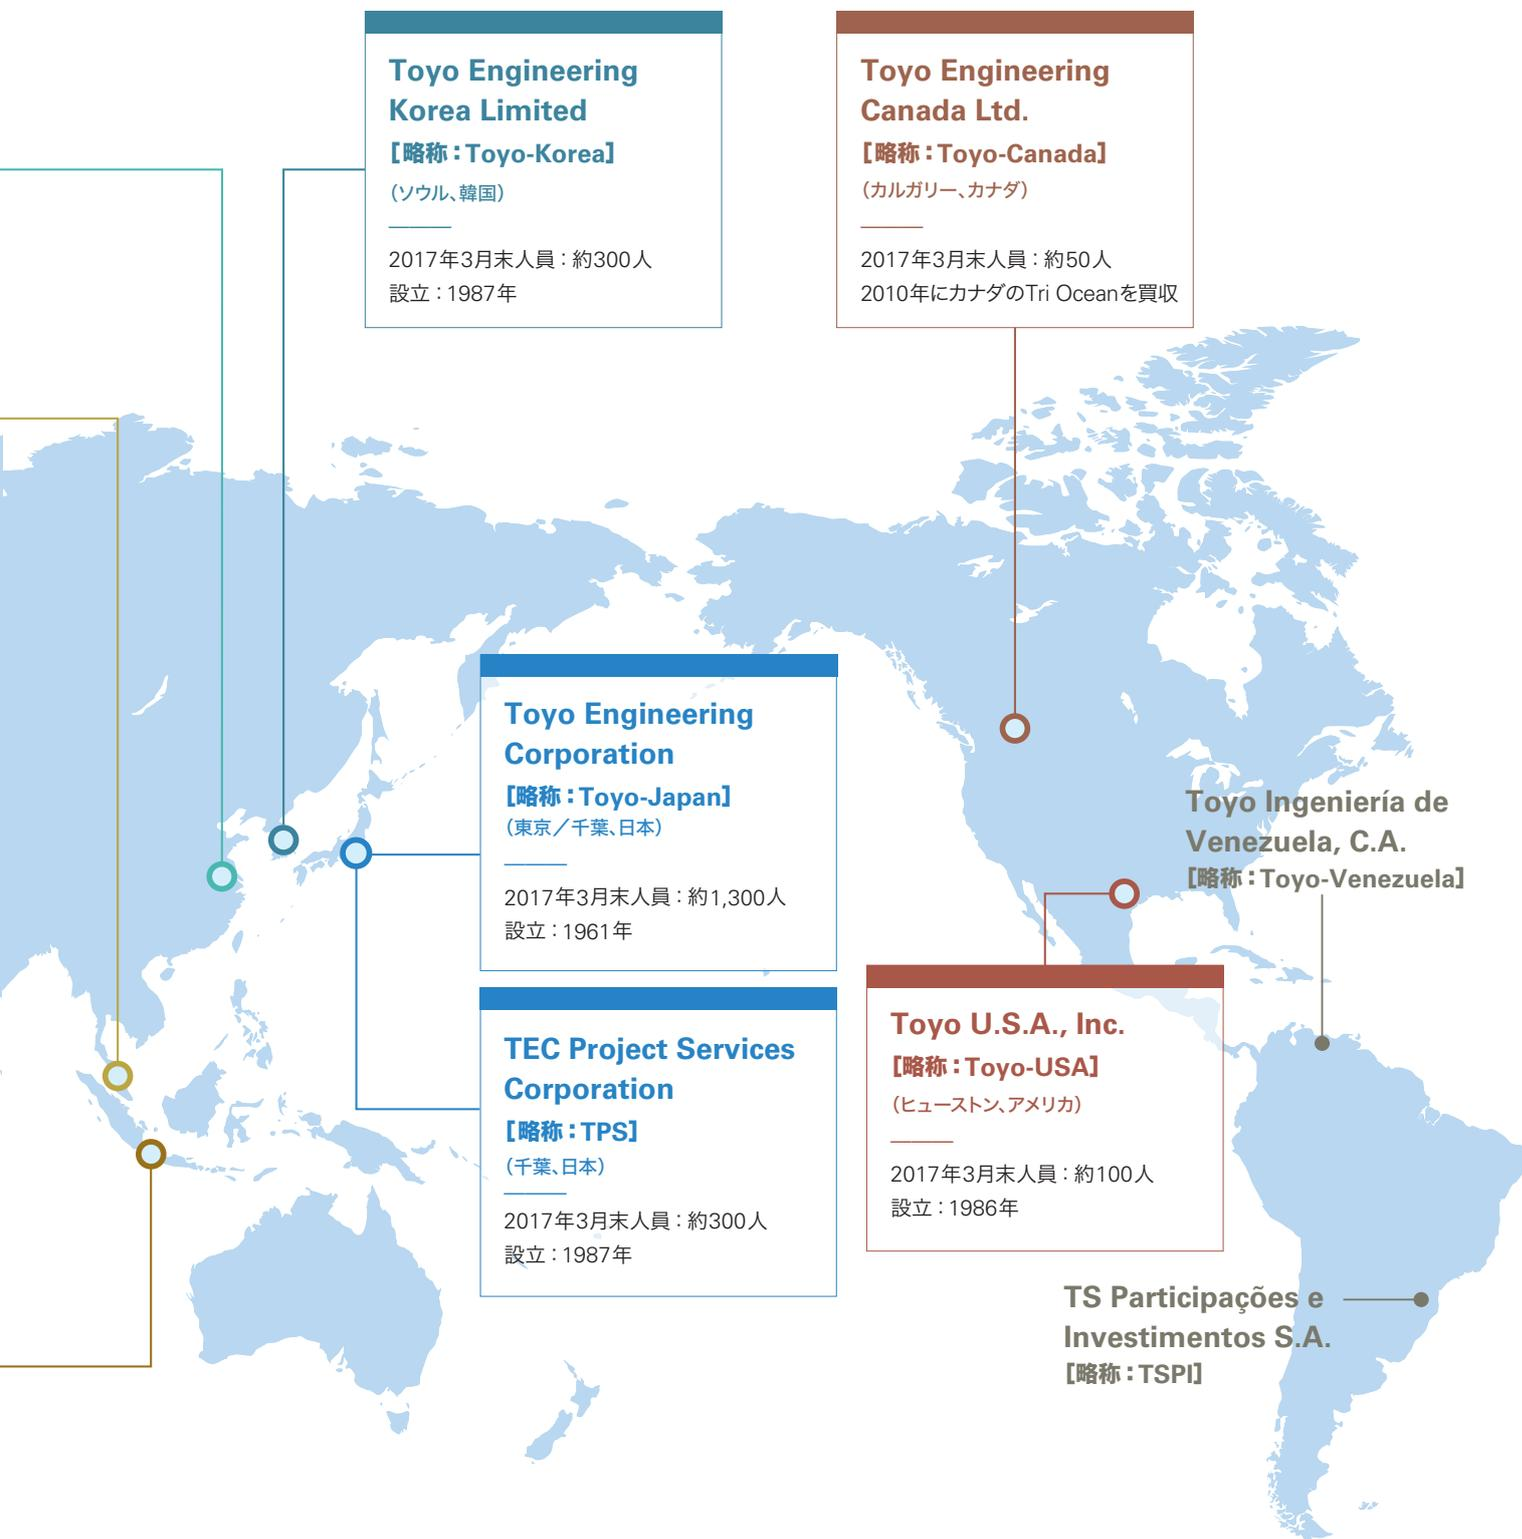 Toyo Engineering
Korea Limited
［略称：Toyo-Korea］
（ソウル、韓国）
2017年3月末人員：約300人
設立：1987年
Toyo Engineering
Canada Ltd.
［略称：Toyo-Canada］
（カルガリー、カナダ）
2017年3月末人員：約50人
2010年にカナダのTri Oceanを買収
Toyo Engineering
Corporation
［略称：Toyo-Japan］
（東京／千葉、日本）
2017年3月末人員：約1,300人
設立：1961年
Toyo Ingeniería de
Venezuela, C.A.
［略称：Toyo-Venezuela］
TEC Project Services
Corporation
［略称：TPS］
（千葉、日本）
2017年3月末人員：約300人
設立：1987年
Toyo U.S.A., Inc.
［略称：Toyo-USA］
（ヒューストン、アメリカ）
2017年3月末人員：約100人
設立：1986年
TS Participações e
Investimentos S.A.
［略称：TSPI］